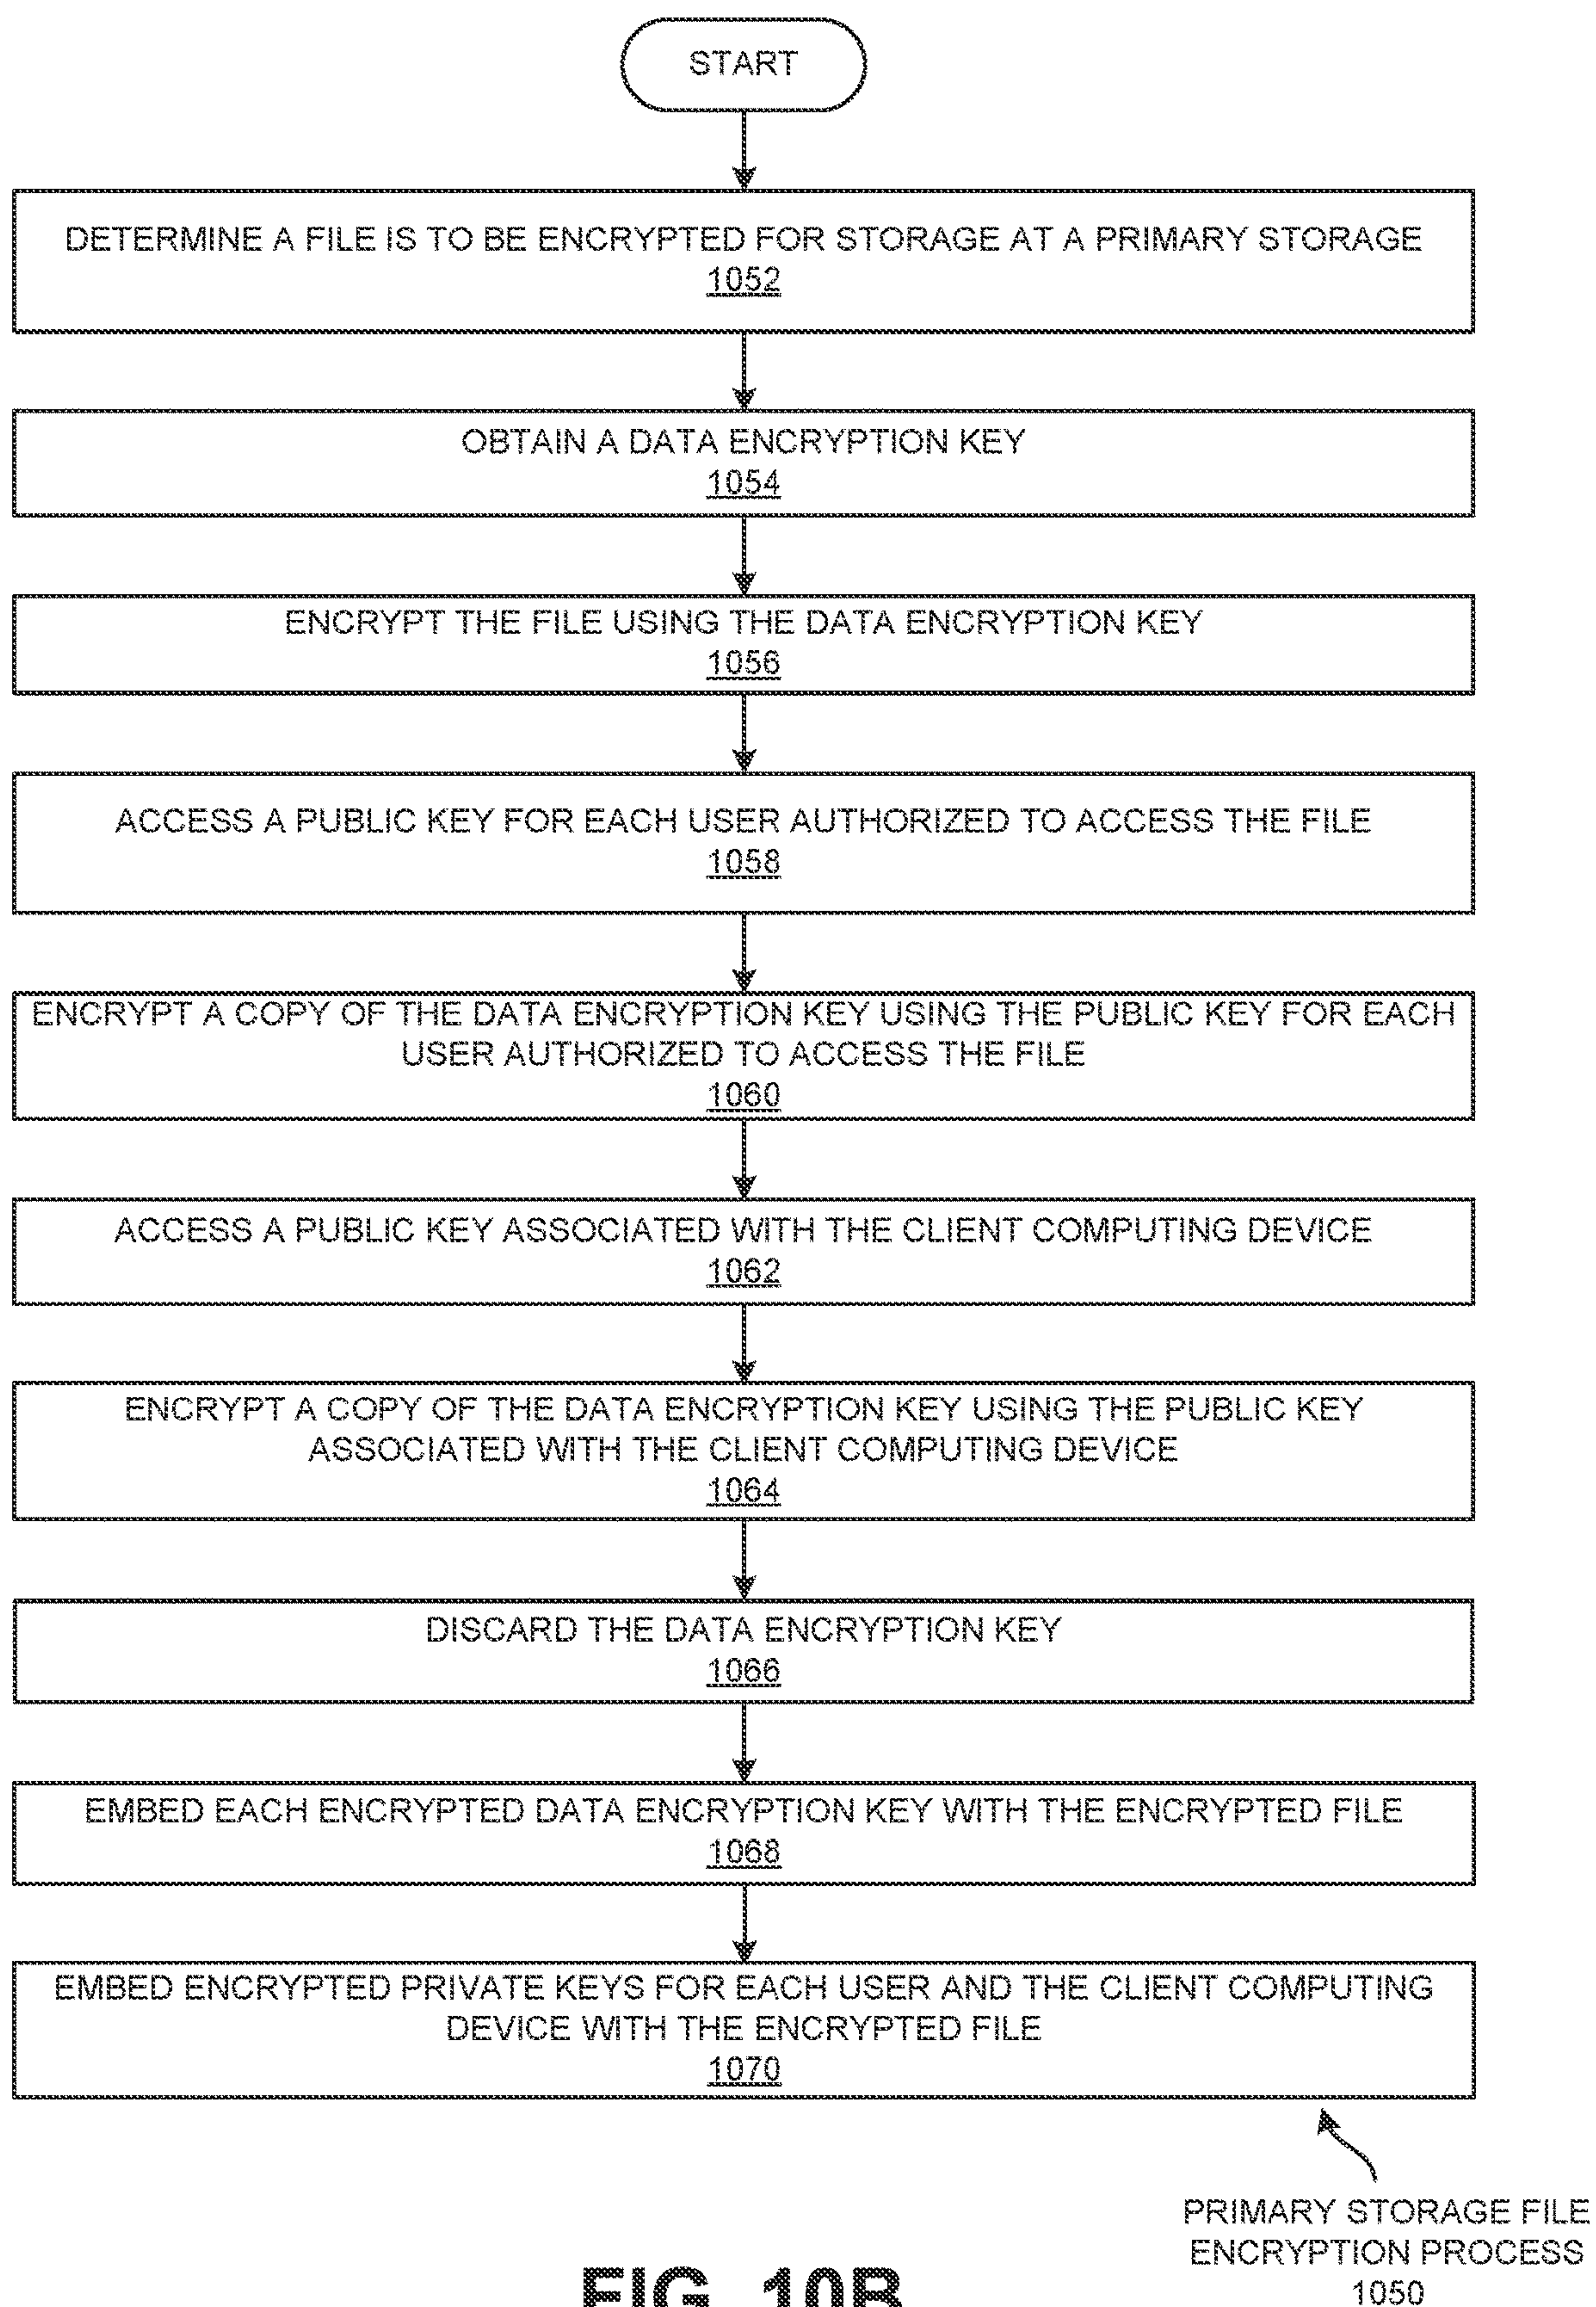 START
DETERMINE A FILE IS TO BE ENCRYPTED FOR STORAGE AT A PRIMARY STORAGE
1052
OBTAIN A DATA ENCRYPTION KEY
1054
ENCRYPT THE FILE USING THE DATA ENCRYPTION KEY
1056
ACCESS A PUBLIC KEY FOR EACH USER AUTHORIZED TO ACCESS THE FILE
1058
ENCRYPT A COPY OF THE DATA ENCRYPTION KEY USING THE PUBLIC KEY FOR EACH
USER AUTHORIZED TO ACCESS THE FILE
1060
ACCESS A PUBLIC KEY ASSOCIATED WITH THE CLIENT COMPUTING DEVICE
1062
ENCRYPT A COPY OF THE DATA ENCRYPTION KEY USING THE PUBLIC KEY
ASSOCIATED WITH THE CLIENT COMPUTING DEVICE
1064
DISCARD THE DATA ENCRYPTION KEY
1066
EMBED EACH ENCRYPTED DATA ENCRYPTION KEY WITH THE ENCRYPTED FILE
1068
EMBED ENCRYPTED PRIVATE KEYS FOR EACH USER AND THE CLIENT COMPUTING
DEVICE WITH THE ENCRYPTED FILE
1070
PRIMARY STORAGE FILE
ENCRYPTION PROCESS
1050
FIG. 10B